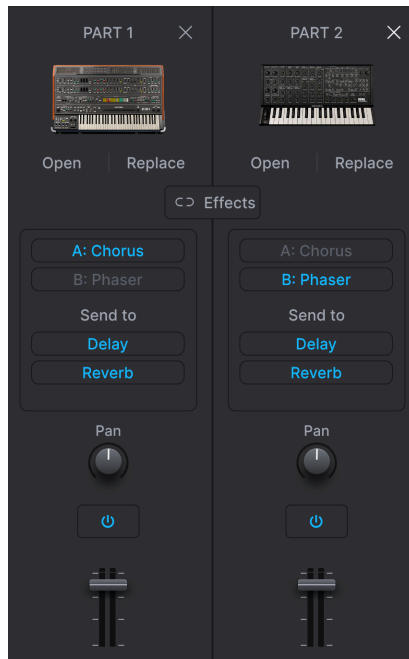 PART 1
PART 2
Open
Replace
Open
Replace
Effects
A: Chorus
B: Phaser
Send to
Delay
Reverb
A: Chorus
B: Phaser
Send to
Delay
Reverb
Pan
Pan